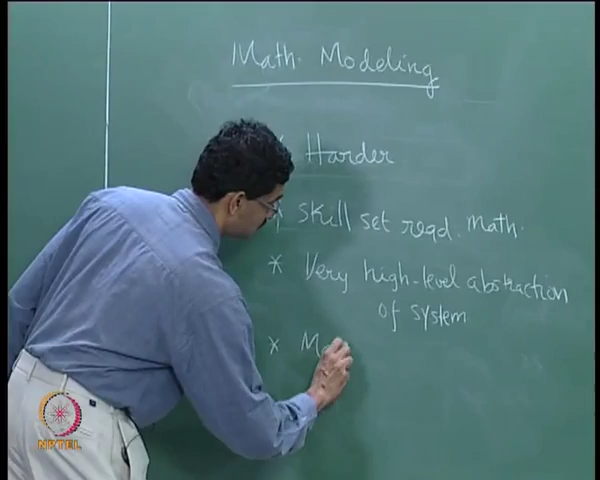 Math. Modeling
* Harder
* Skill set reqd. Math.
* Very high-level abstraction
of system
* M
NPTEL